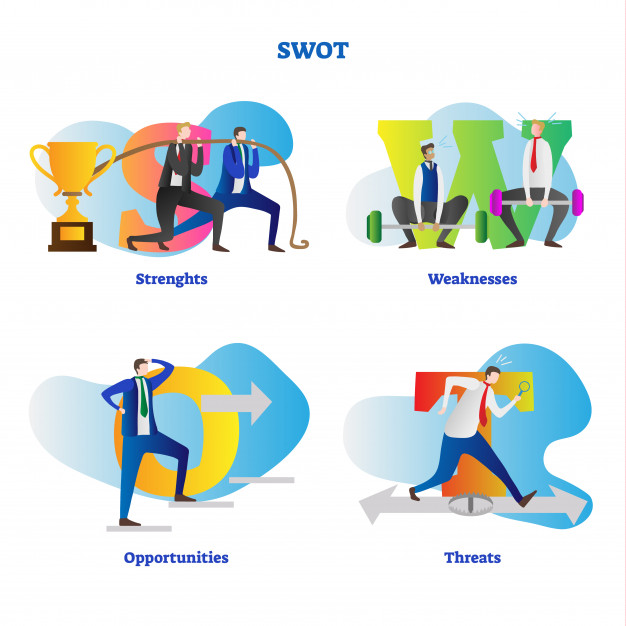 SWOT
S
W
Strenghts
Weaknesses
O
T
Opportunities
Threats